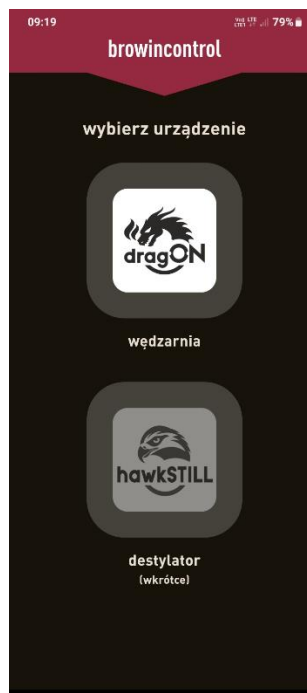 09:19
79%
browincontrol
wybierz urządzenie
dragON
wędzarnia
hawkSTILL
destylator
(wkrótce)